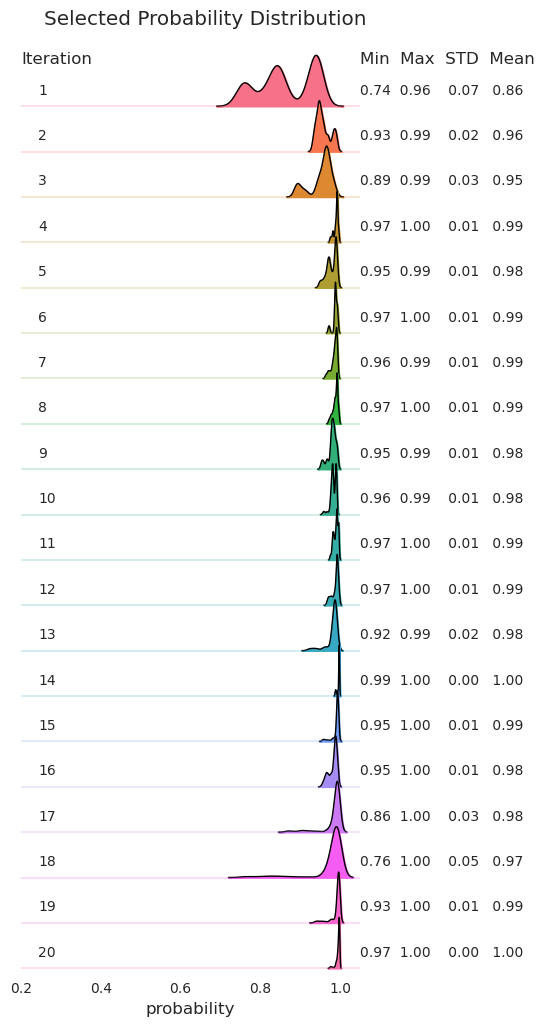 Selected Probability Distribution
Iteration Min Max STD Mean
1 0.74 0.96 0.07 0.86
2 0.93 0.99 0.02 0.96
3 0.89 0.99 0.03 0.95
4 0.97 1.00 0.01 0.99
5 0.95 0.99 0.01 0.98
6 0.97 1.00 0.01 0.99
7 0.96 0.99 0.01 0.99
8 0.97 1.00 0.01 0.99
9 0.95 0.99 0.01 0.98
10 0.96 0.99 0.01 0.98
11 0.97 1.00 0.01 0.99
12 0.97 1.00 0.01 0.99
13 0.92 0.99 0.02 0.98
14 0.99 1.00 0.00 1.00
15 0.95 1.00 0.01 0.99
16 0.95 1.00 0.01 0.98
17 0.86 1.00 0.03 0.98
18 0.76 1.00 0.05 0.97
19 0.93 1.00 0.01 0.99
20 0.97 1.00 0.00 1.00
0.2 0.4 0.6 0.8 1.0
probability